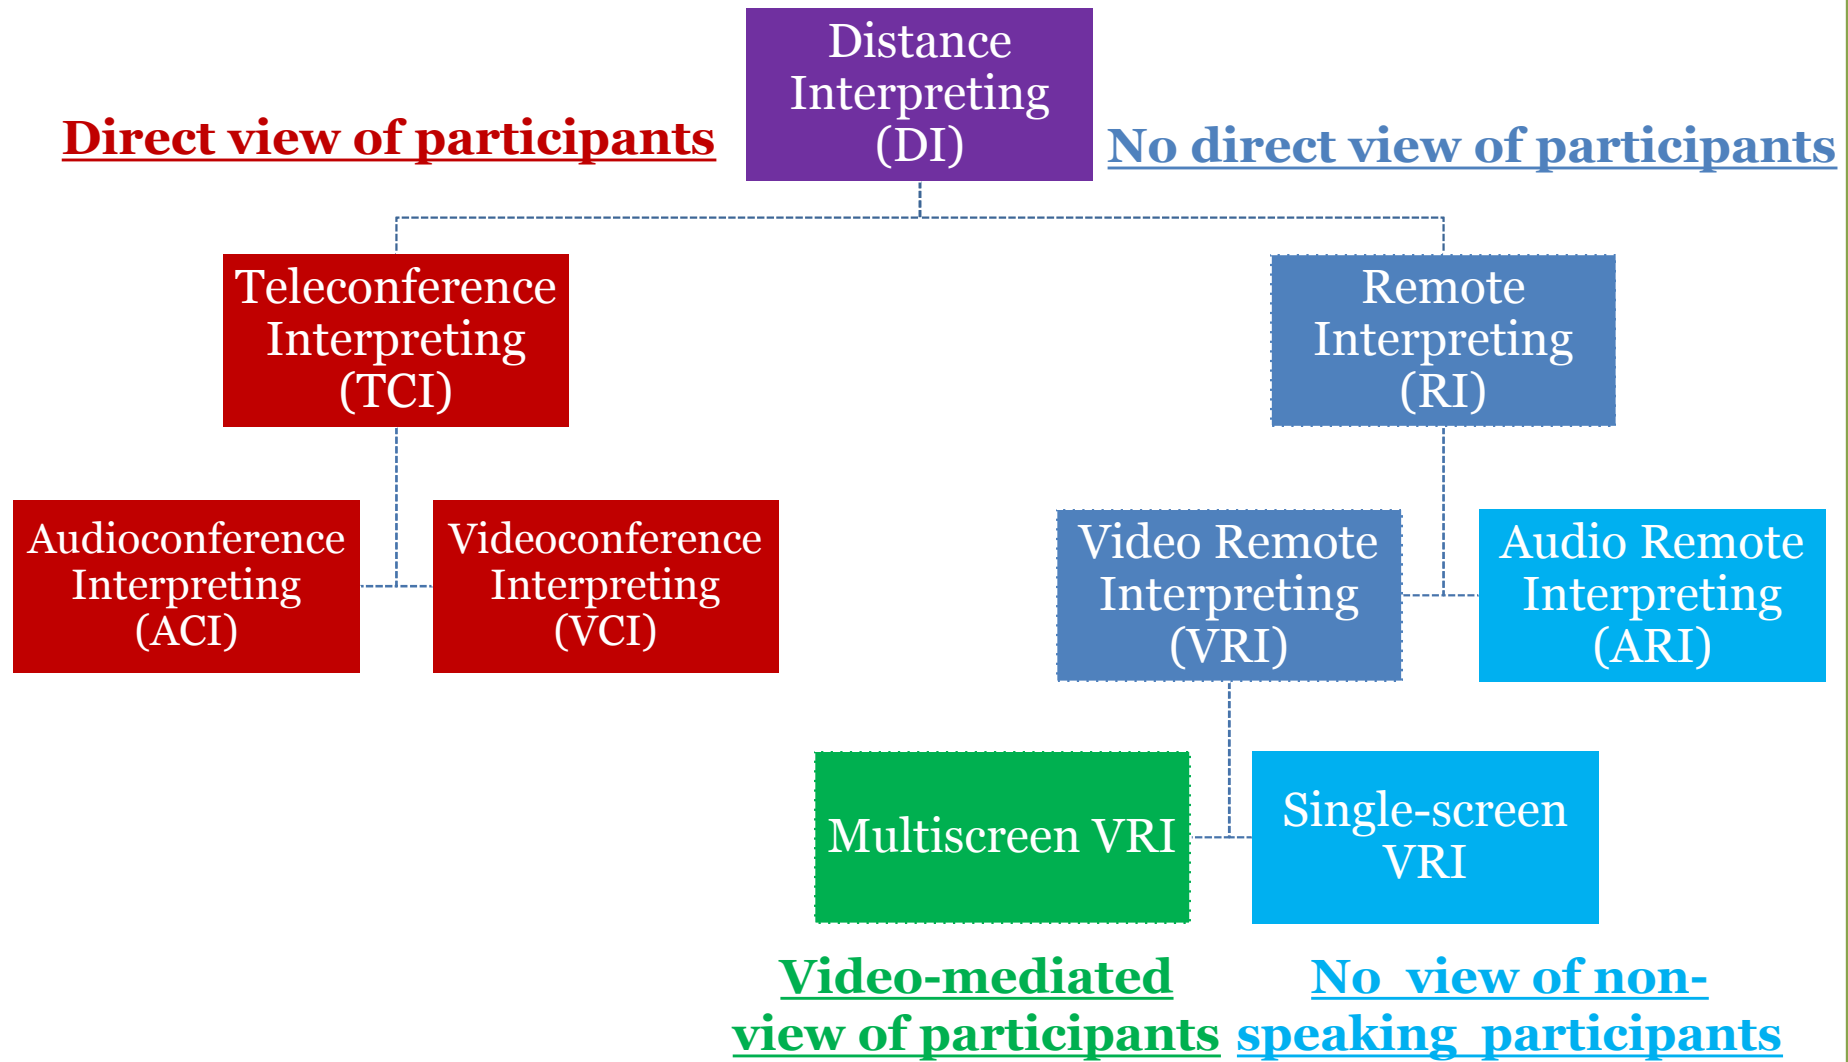 Distance
Interpreting
(DI)
Direct view of participants
No direct view of participants
Teleconference
Interpreting
(TCI)
Remote
Interpreting
(RI)
Audioconference
Interpreting
(ACI)
Videoconference
Interpreting
(VCI)
Video Remote
Interpreting
(VRI)
Audio Remote
Interpreting
(ARI)
Multiscreen VRI
Single-screen
VRI
Video-mediated
view of participants
No view of non-
speaking participants